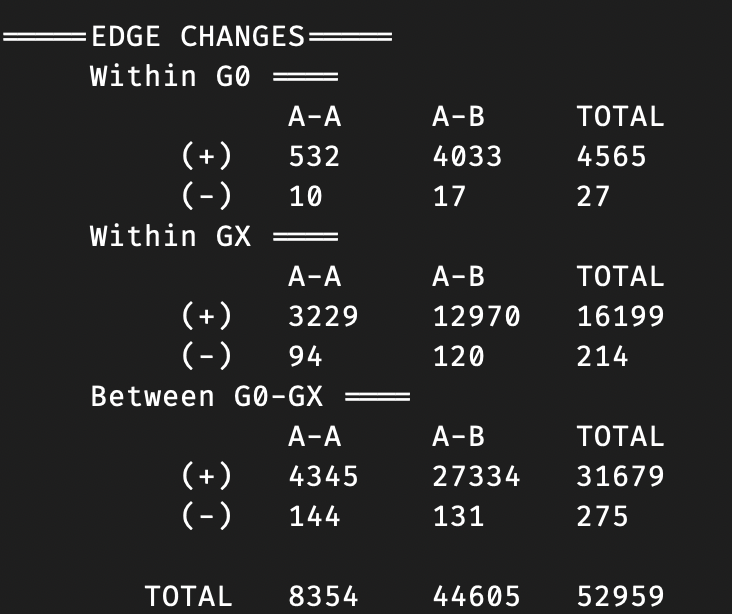 ═════EDGE CHANGES═════
Within G0 ════
A-A A-B TOTAL
(+) 532 4033 4565
(-) 10 17 27
Within GX ════
A-A A-B TOTAL
(+) 3229 12970 16199
(-) 94 120 214
Between G0-GX ════
A-A A-B TOTAL
(+) 4345 27334 31679
(-) 144 131 275
TOTAL 8354 44605 52959